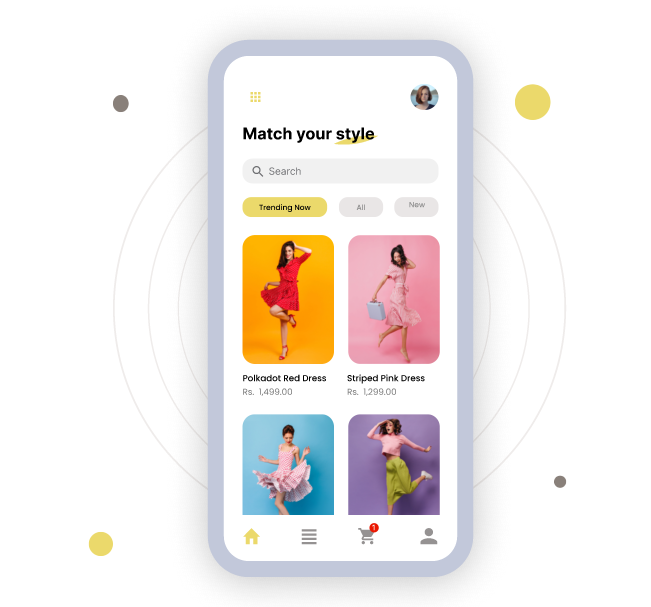 Match your style
Search
Trending Now
All
New
Polkadot Red Dress
Striped Pink Dress
Rs. 1,499.00
Rs. 1,299.00
1